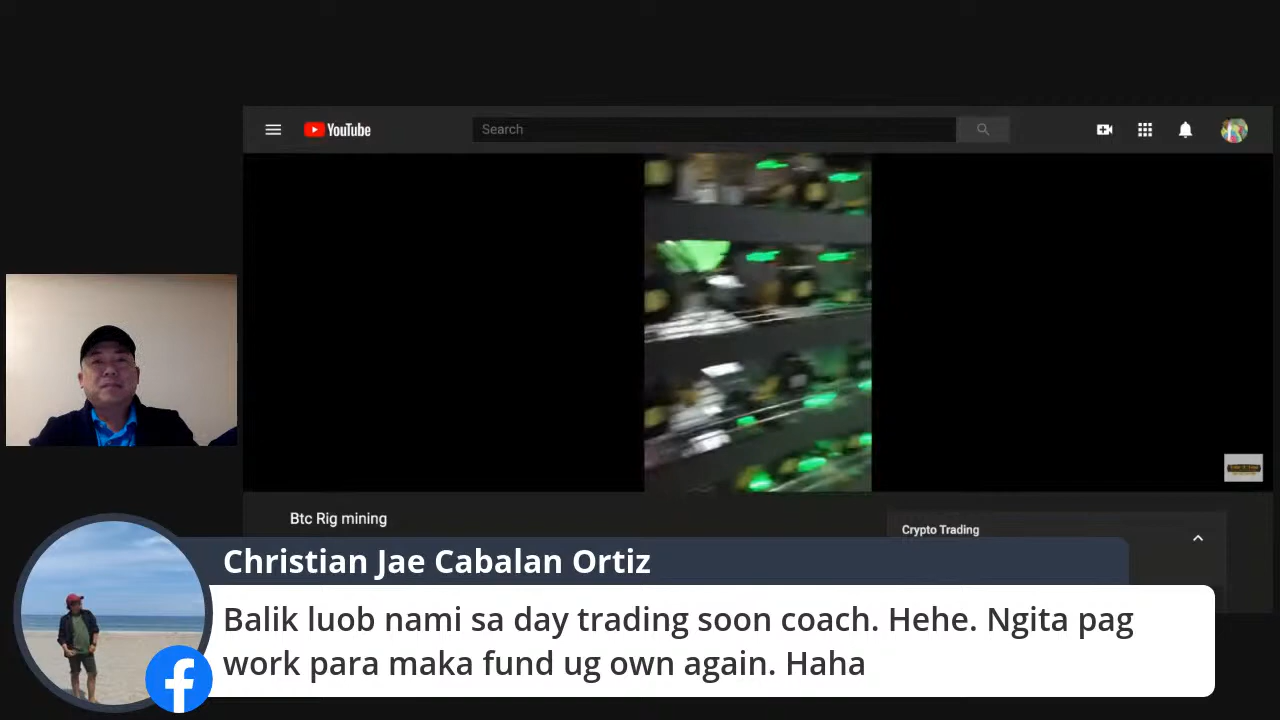 YouTube
Search
Btc Rig mining
Crypto Trading
Christian Jae Cabalan Ortiz
Balik luob nami sa day trading soon coach. Hehe. Ngita pag
work para maka fund ug own again. Haha